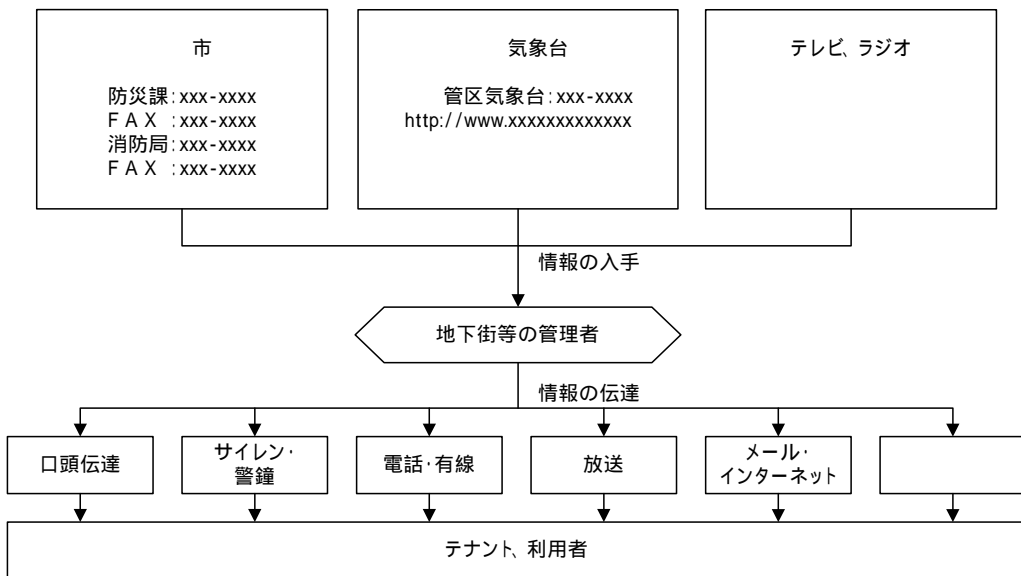 市
防災課:xxx-xxxx
ＦＡＸ :xxx-xxxx
消防局:xxx-xxxx
ＦＡＸ :xxx-xxxx
気象台
管区気象台:xxx-xxxx
http://www.xxxxxxxxxxxxx
テレビ、ラジオ
情報の入手
地下街等の管理者
情報の伝達
口頭伝達
サイレン・
警鐘
電話・有線
放送
メール・
インターネット
テナント、利用者